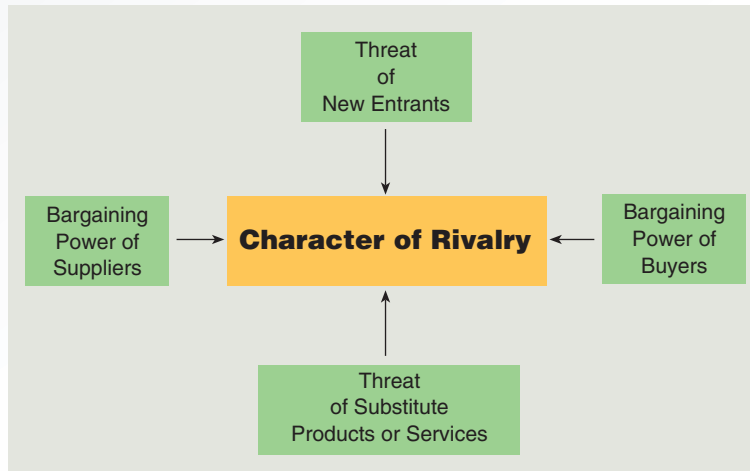 Threat
of
New Entrants
Bargaining
Power of
Suppliers
Character of Rivalry
Bargaining
Power of
Buyers
Threat
of Substitute
Products or Services